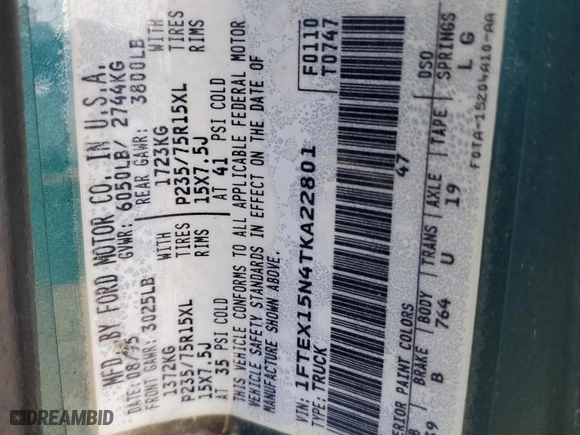 MFD BY FORD MOTOR CO. IN U.S.A.
DATE: 08/95 GVWR: 6050LB/ 2744KG
FRONT GAWR: 3025LB REAR GAWR: 3800LB
1372KG WITH 1723KG WITH
P235/75R15XL TIRES P235/75R15XL TIRES
15X7.5J RIMS 15X7.5J RIMS
AT 35 PSI COLD AT 41 PSI COLD
THIS VEHICLE CONFORMS TO ALL APPLICABLE FEDERAL MOTOR
VEHICLE SAFETY STANDARDS IN EFFECT ON THE DATE OF
MANUFACTURE SHOWN ABOVE.
VIN: 1FTEX15N4TKA22801 F0110
TYPE: TRUCK T0747
47
ERIOR PAINT COLORS DSO
BRAKE BODY TRANS AXLE TAPE SPRINGS
B 764 U 19 L G
F0TA-15204A10-AA
DREAMBID